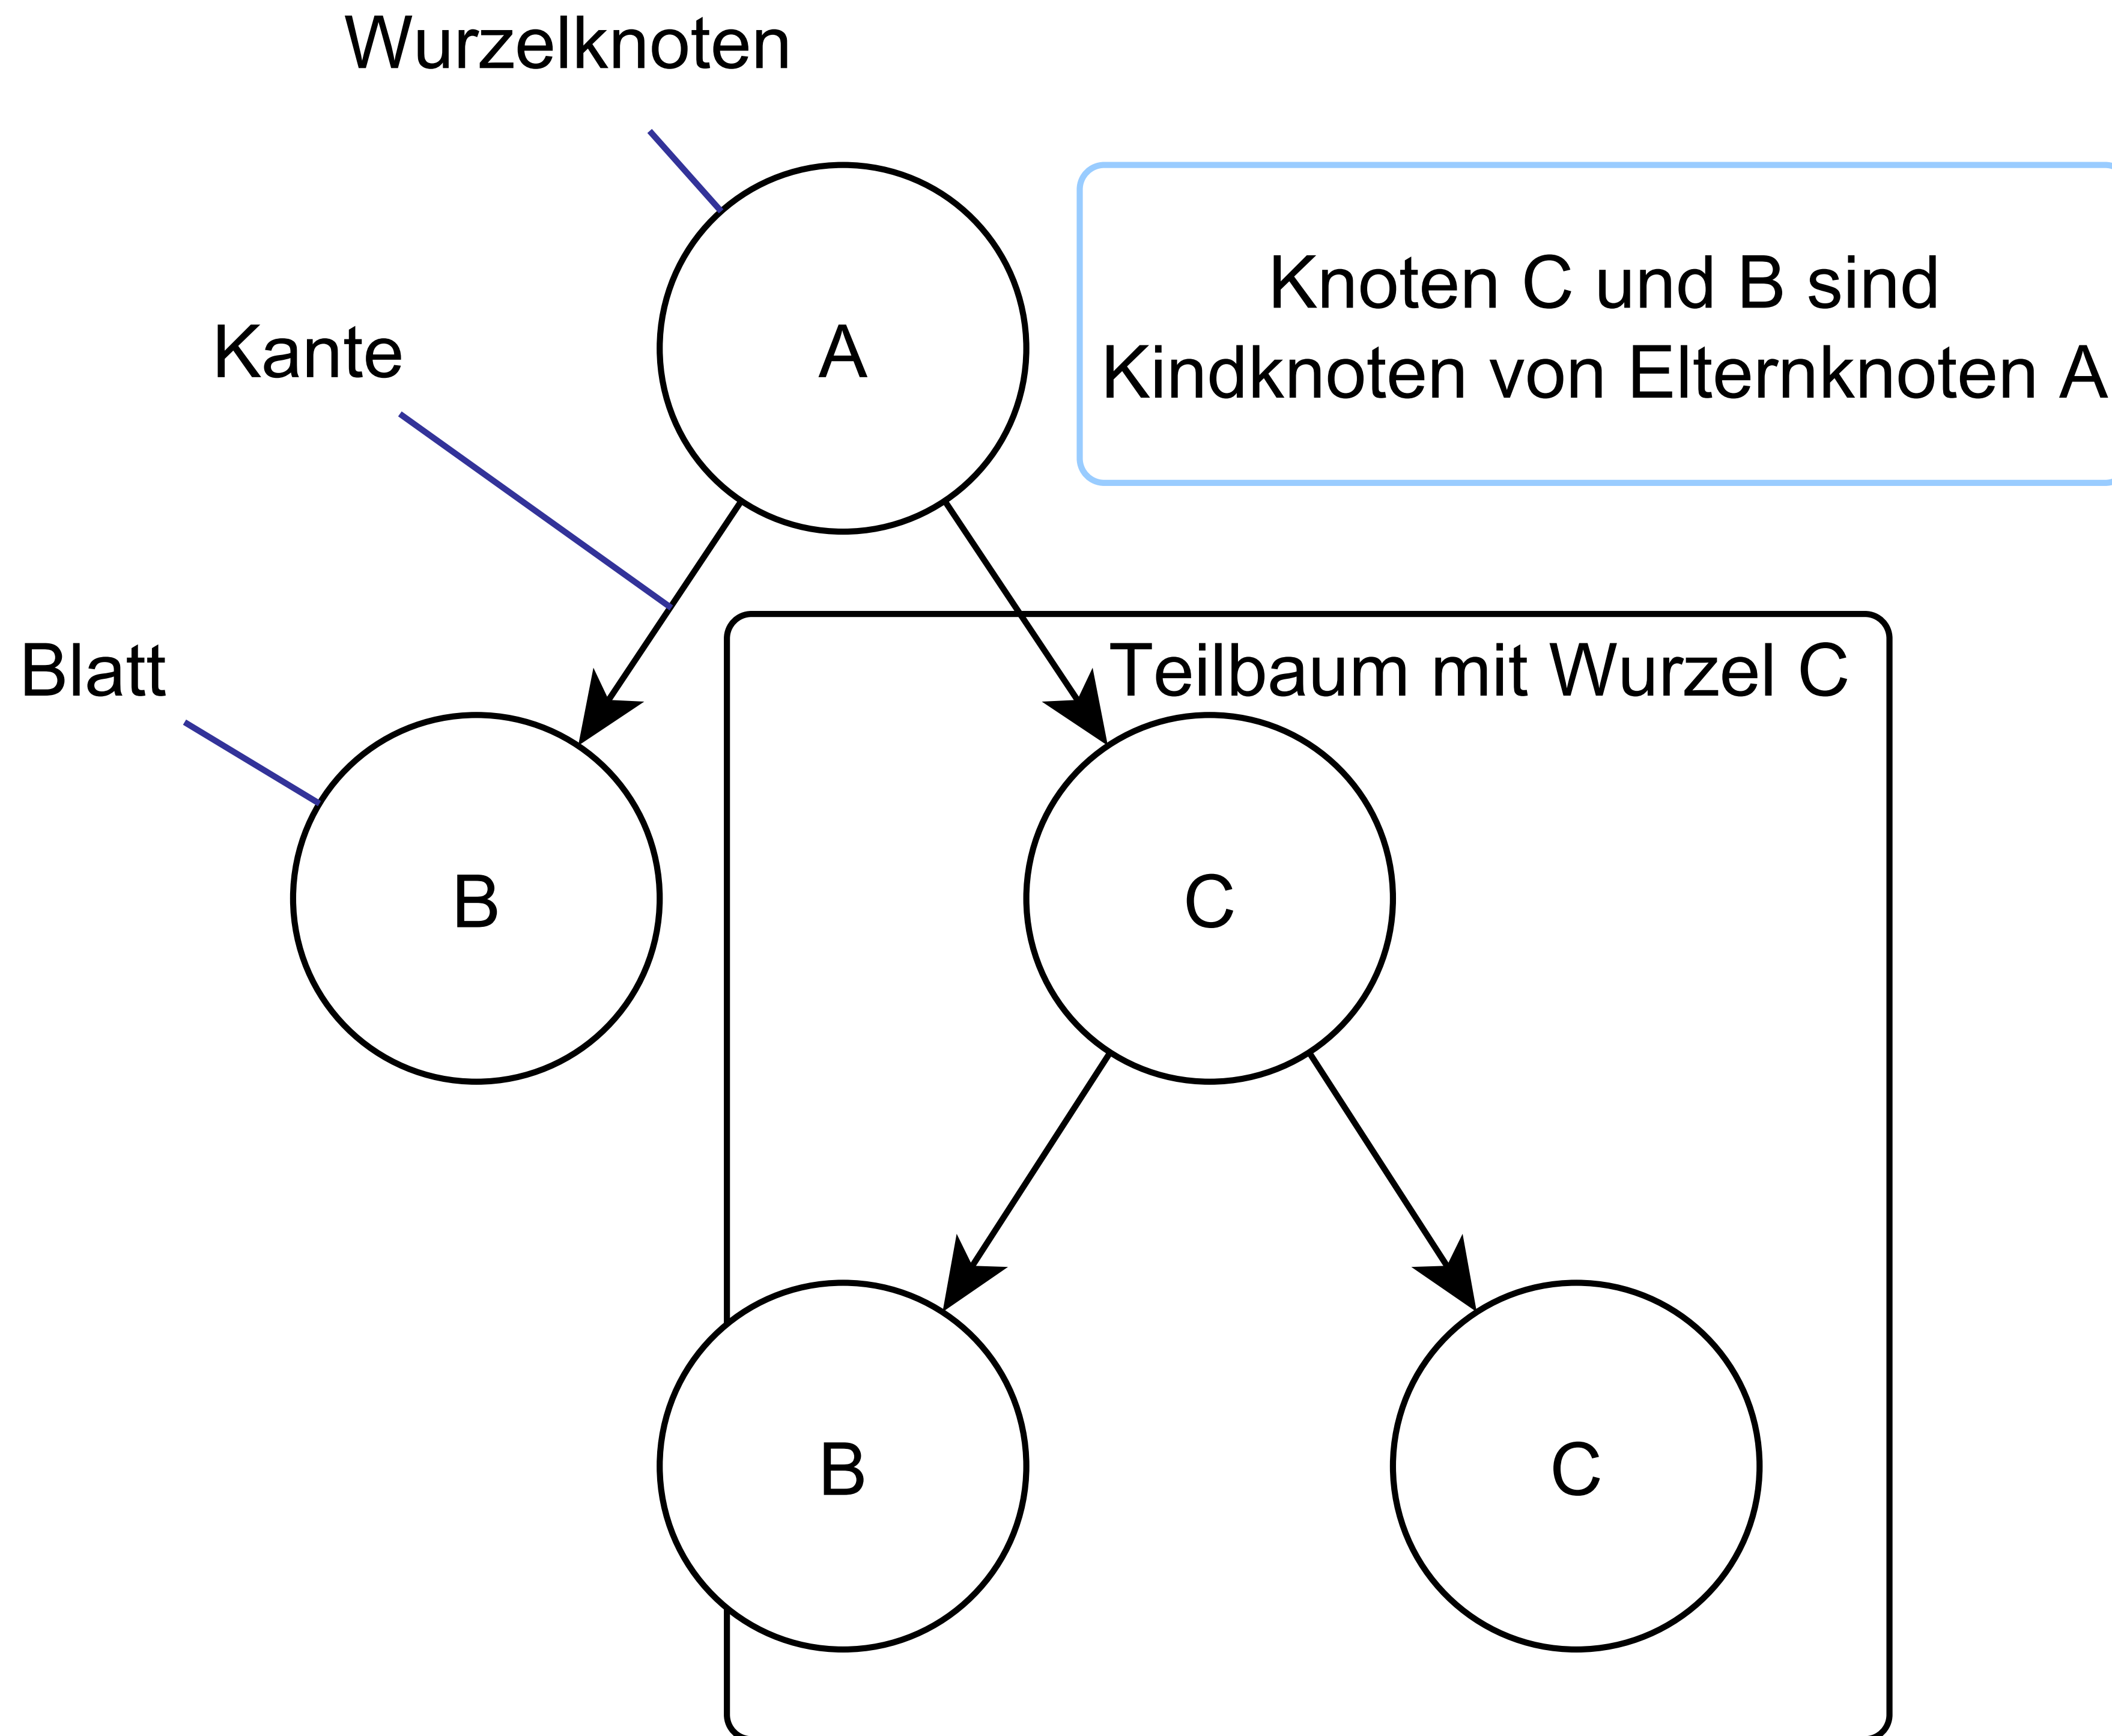 Wurzelknoten
A
Knoten C und B sind
Kindknoten von Elternknoten A
Kante
Blatt
Teilbaum mit Wurzel C
B
C
B
C